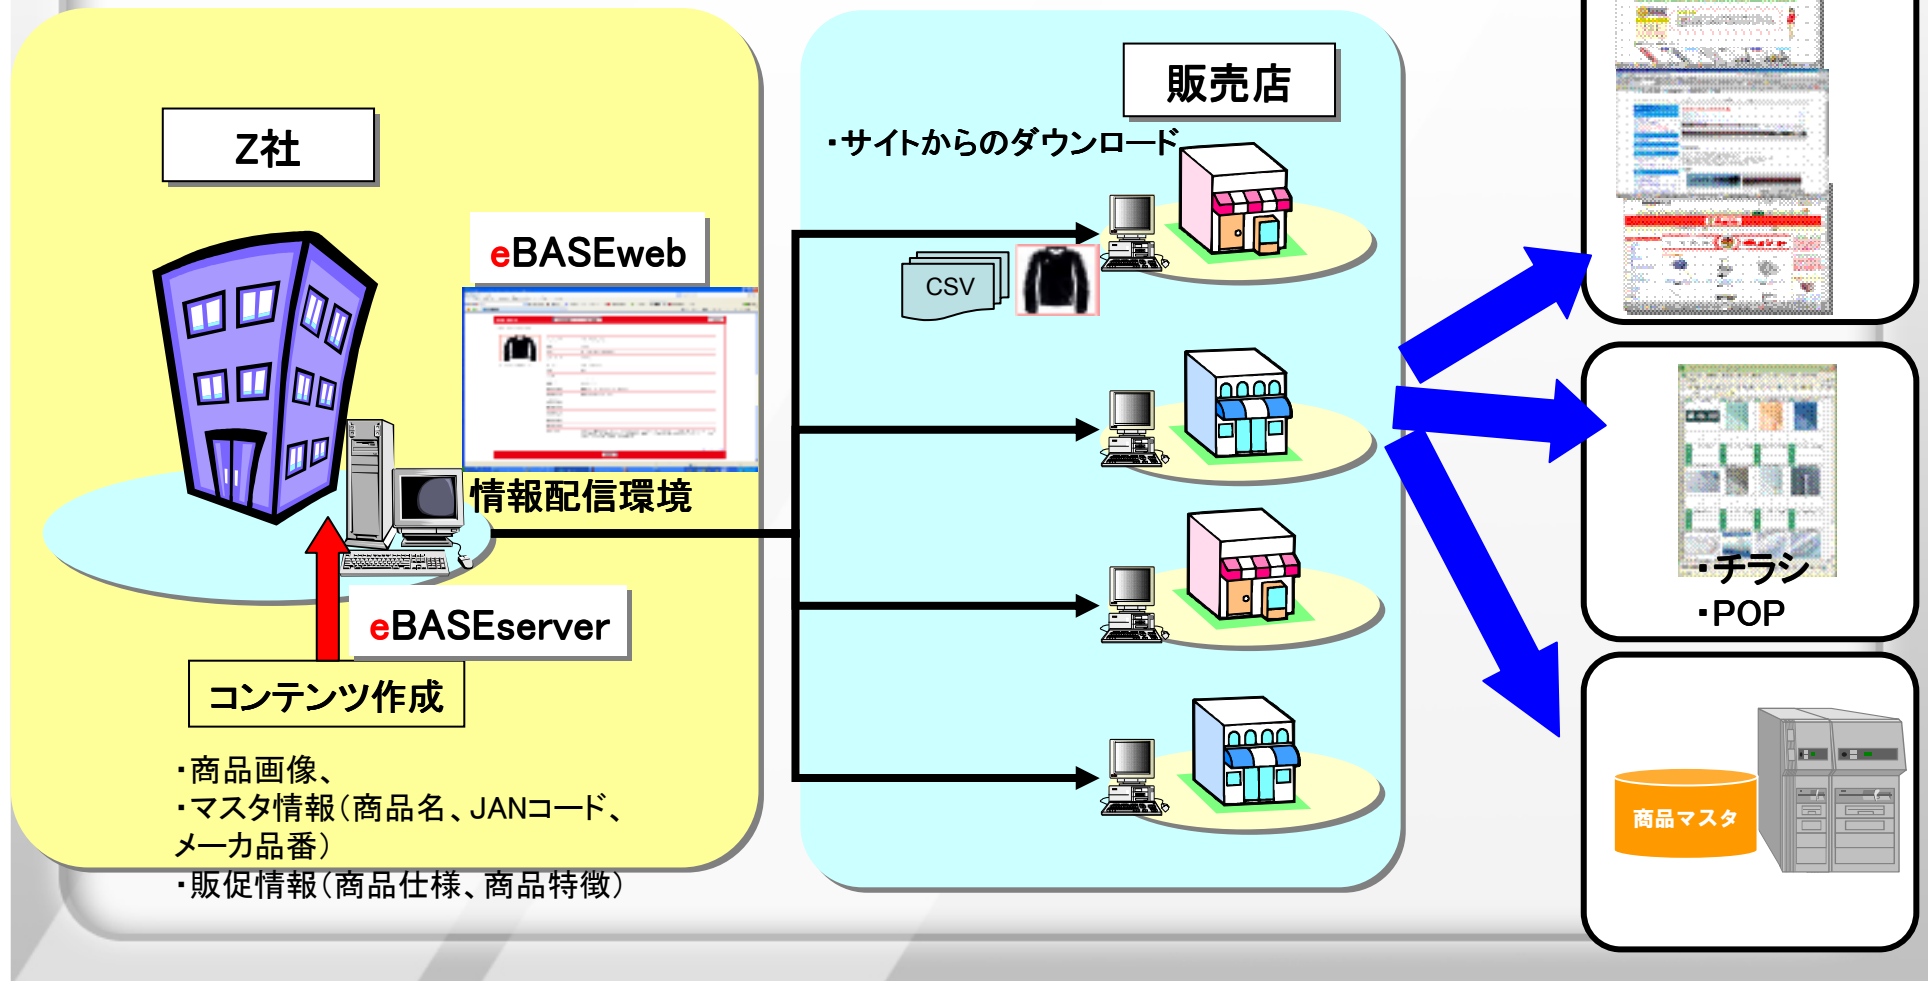 Z社
eBASEweb
情報配信環境
eBASEserver
コンテンツ作成
・商品画像、
・マスタ情報（商品名、JANコード、
メーカ品番）
・販促情報（商品仕様、商品特徴）
販売店
・サイトからのダウンロード
CSV
・チラシ
・POP
商品マスタ